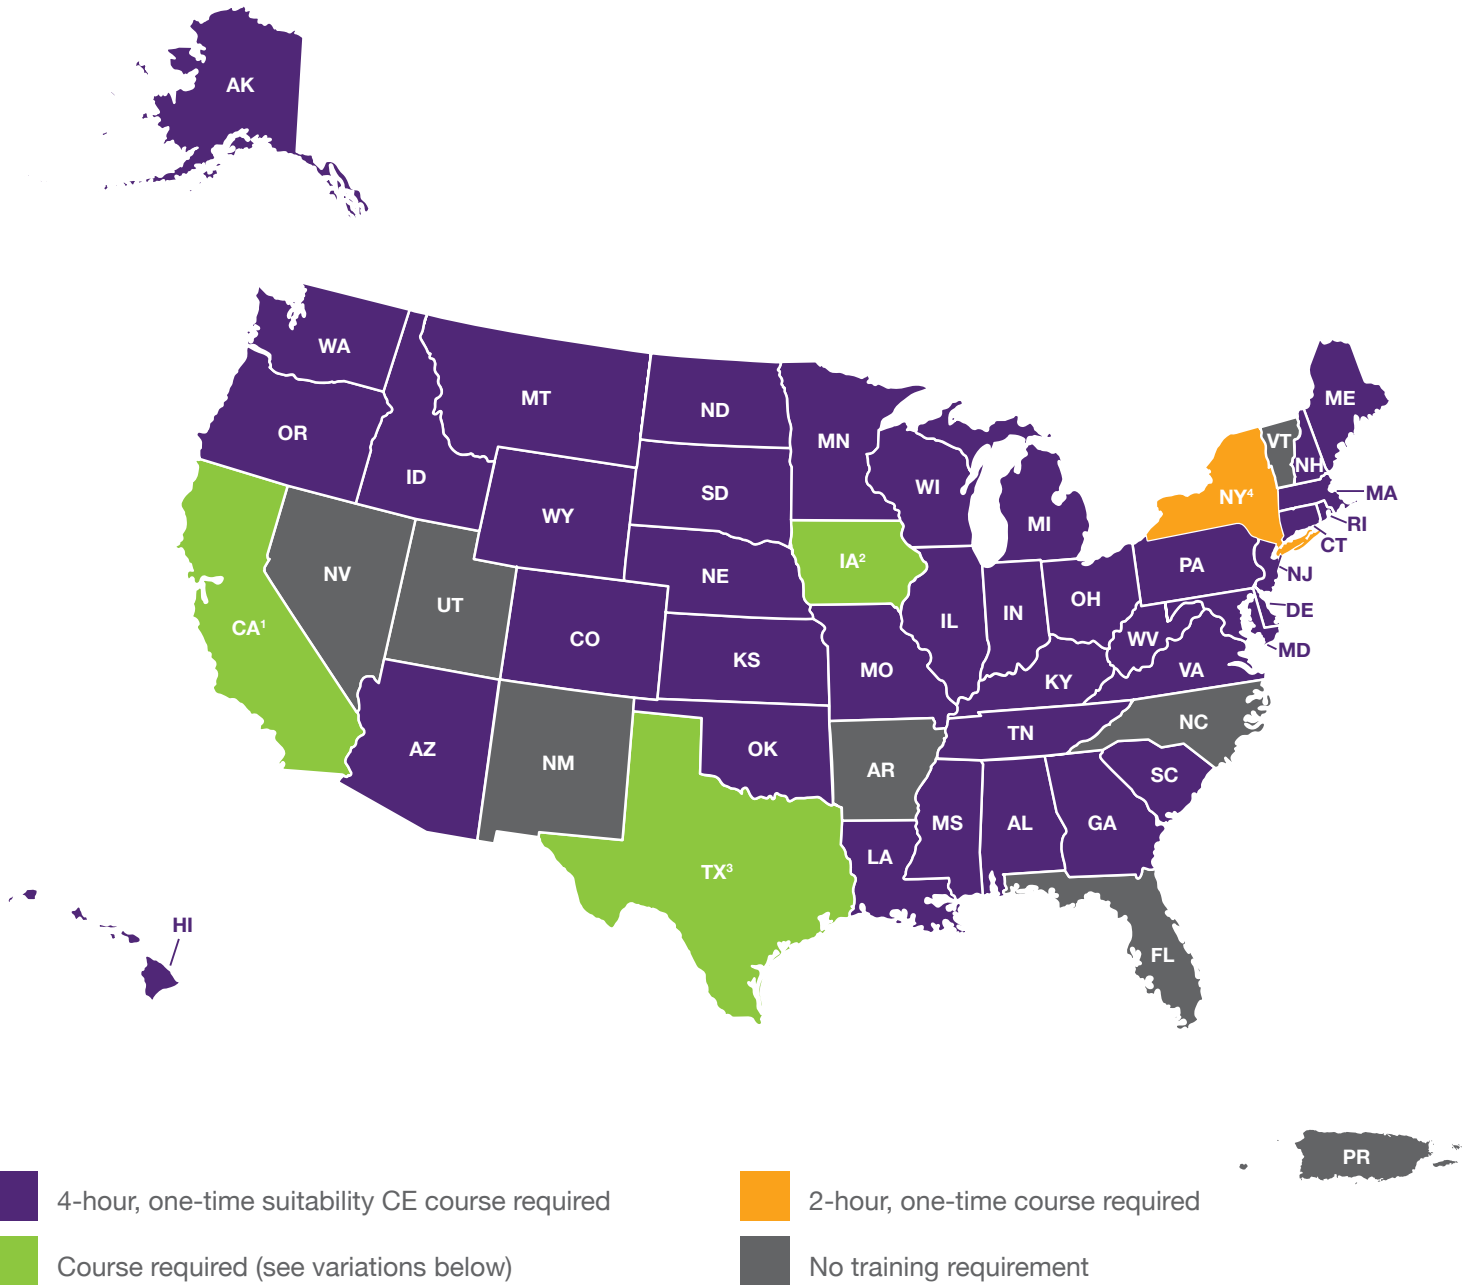 AK
WA
MT
ND
MN
ME
OR
ID
WY
SD
WI
MI
VT
NH
NY⁴
MA
RI
CT
NV
UT
CO
NE
IA²
IL
IN
OH
PA
NJ
DE
MD
CA¹
KS
MO
WV
VA
KY
AZ
NM
OK
AR
TN
NC
SC
TX³
LA
MS
AL
GA
FL
HI
PR
4-hour, one-time suitability CE course required
2-hour, one-time course required
Course required (see variations below)
No training requirement